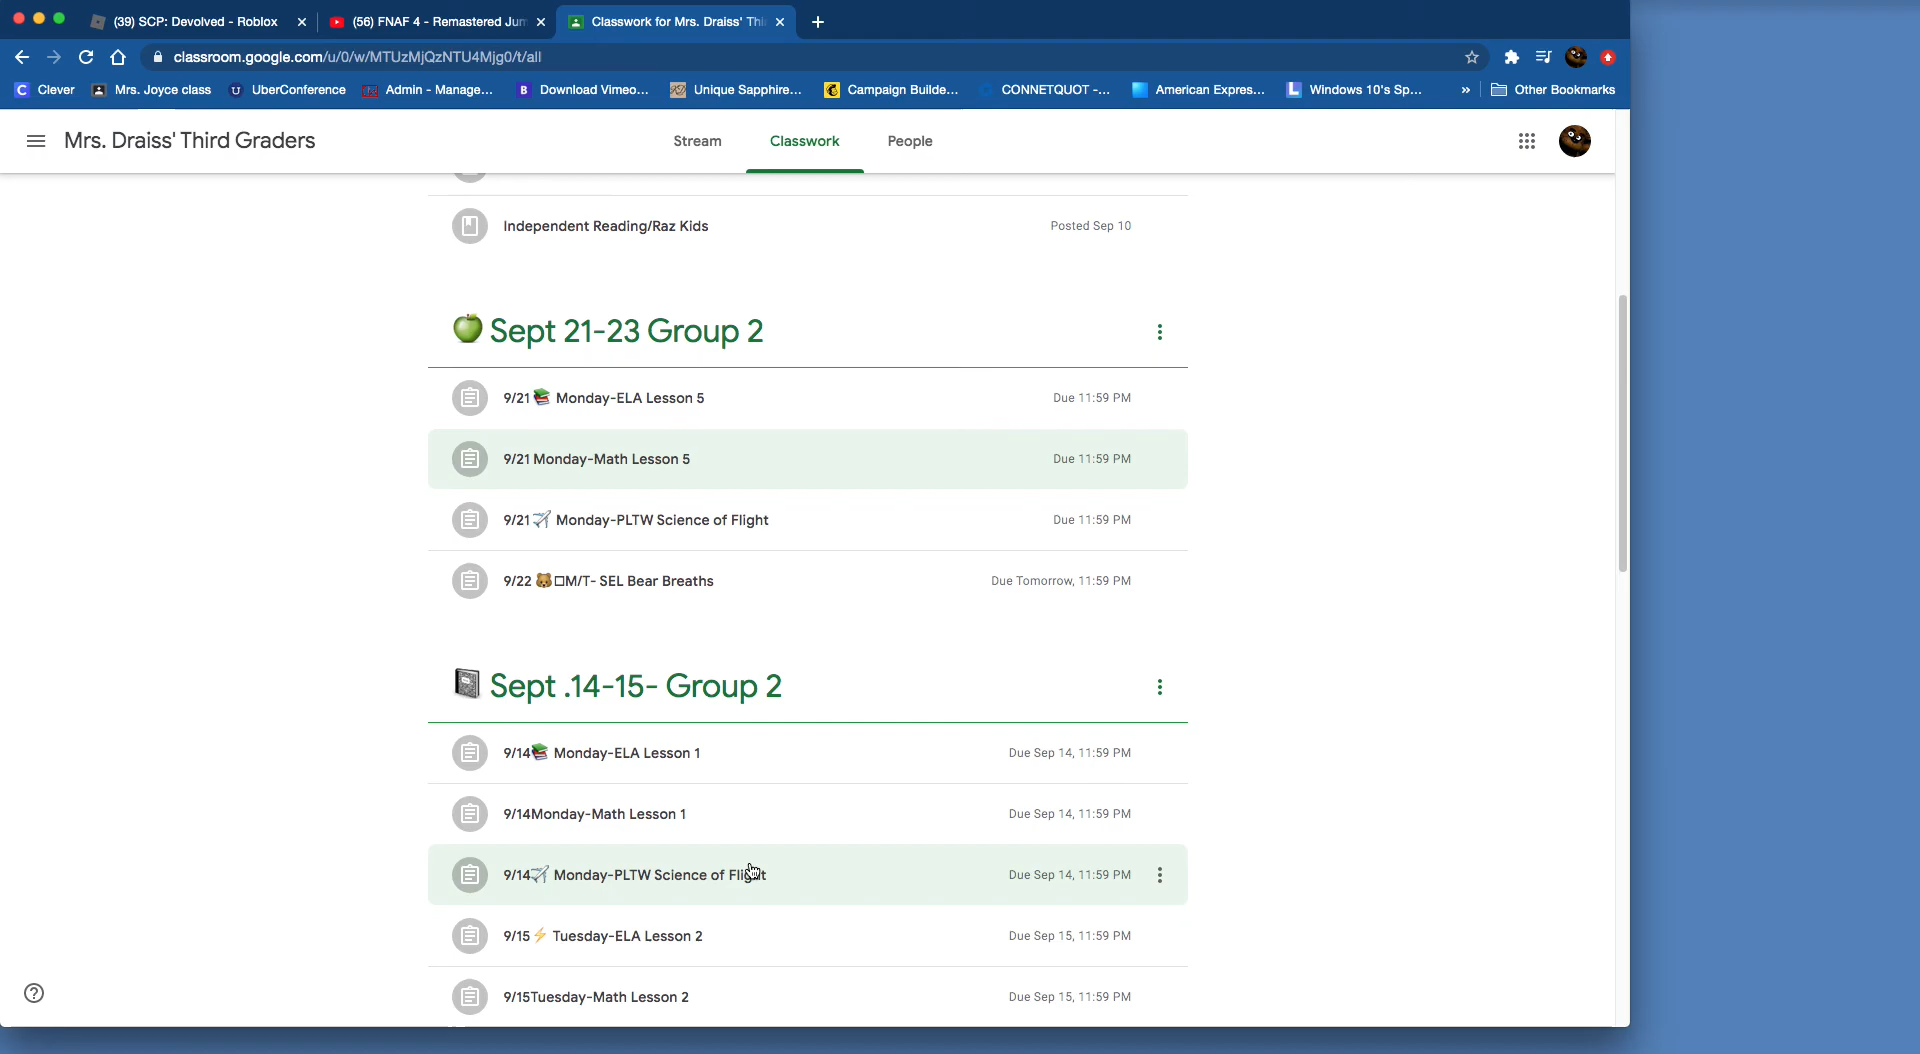 (39) SCP: Devolved - Roblox
(56) FNAF 4 - Remastered Jum
Classwork for Mrs. Draiss' Thi
classroom.google.com/u/0/w/MTUzMjQzNTU4Mjg0/t/all
Clever
Mrs. Joyce class
UberConference
Admin - Manage...
Download Vimeo...
Unique Sapphire...
Campaign Builde...
CONNETQUOT -...
American Expres...
Windows 10's Sp...
»
Other Bookmarks
Mrs. Draiss' Third Graders
Stream
Classwork
People
Independent Reading/Raz Kids
Posted Sep 10
Sept 21-23 Group 2
9/21📚 Monday-ELA Lesson 5
Due 11:59 PM
9/21 Monday-Math Lesson 5
Due 11:59 PM
9/21✈️ Monday-PLTW Science of Flight
Due 11:59 PM
9/22 🐻□M/T- SEL Bear Breaths
Due Tomorrow, 11:59 PM
Sept .14-15- Group 2
9/14📚 Monday-ELA Lesson 1
Due Sep 14, 11:59 PM
9/14Monday-Math Lesson 1
Due Sep 14, 11:59 PM
9/14✈️ Monday-PLTW Science of Flight
Due Sep 14, 11:59 PM
9/15⚡ Tuesday-ELA Lesson 2
Due Sep 15, 11:59 PM
9/15Tuesday-Math Lesson 2
Due Sep 15, 11:59 PM